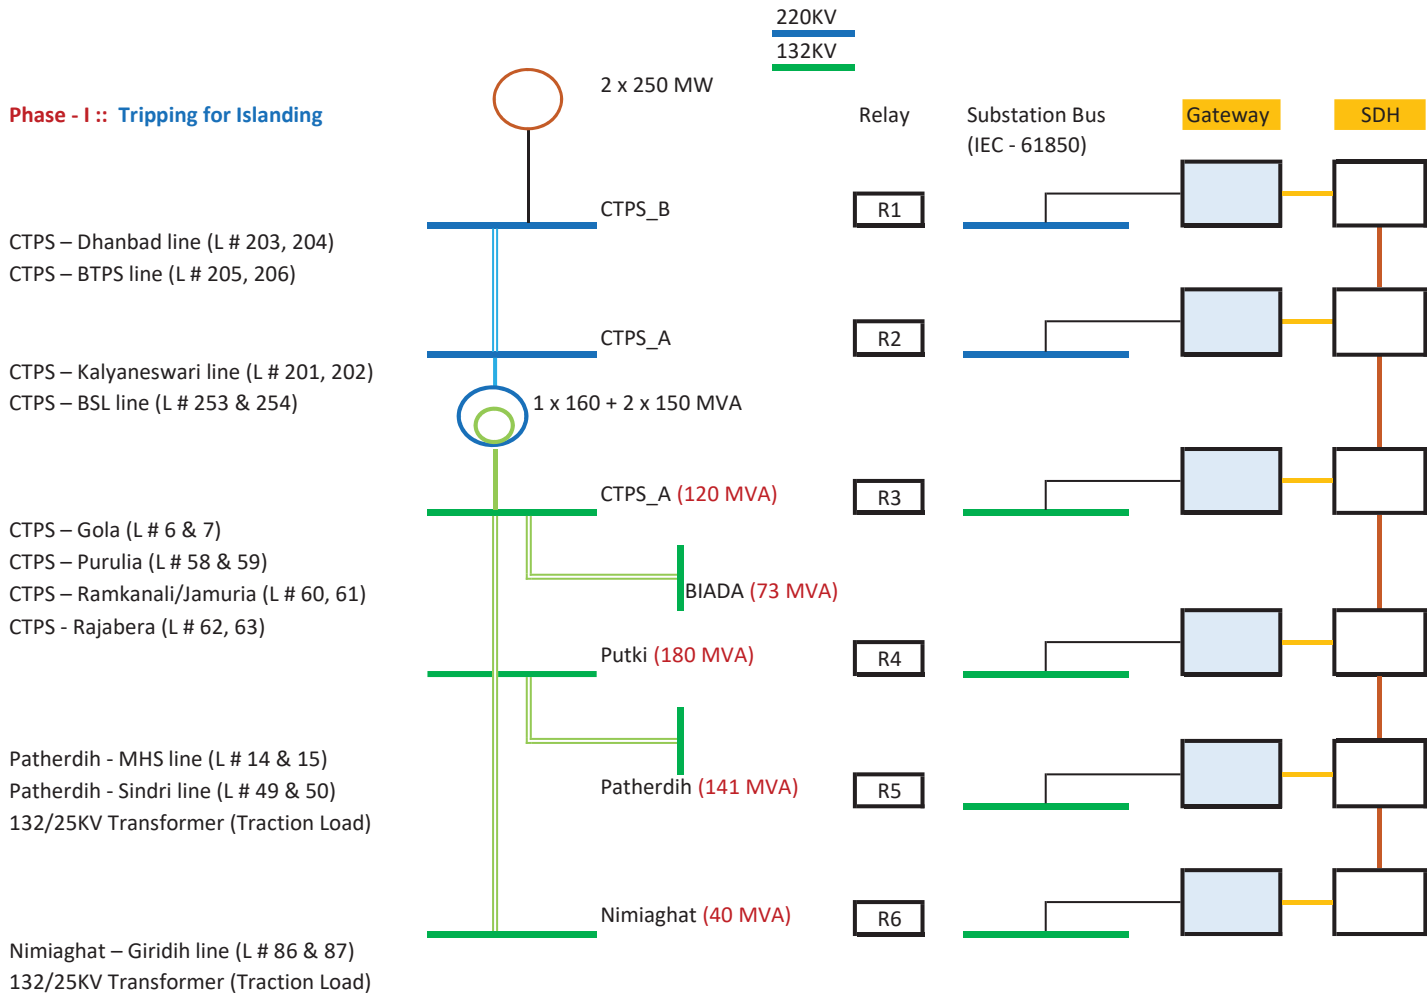 220KV
132KV
2 x 250 MW
Phase - I :: Tripping for Islanding
Relay
Substation Bus
(IEC - 61850)
Gateway
SDH
CTPS_B
R1
CTPS – Dhanbad line (L # 203, 204)
CTPS – BTPS line (L # 205, 206)
CTPS_A
R2
CTPS – Kalyaneswari line (L # 201, 202)
CTPS – BSL line (L # 253 & 254)
1 x 160 + 2 x 150 MVA
CTPS_A (120 MVA)
R3
CTPS – Gola (L # 6 & 7)
CTPS – Purulia (L # 58 & 59)
CTPS – Ramkanali/Jamuria (L # 60, 61)
CTPS - Rajabera (L # 62, 63)
BIADA (73 MVA)
Putki (180 MVA)
R4
Patherdih - MHS line (L # 14 & 15)
Patherdih - Sindri line (L # 49 & 50)
132/25KV Transformer (Traction Load)
Patherdih (141 MVA)
R5
Nimiaghat (40 MVA)
R6
Nimiaghat – Giridih line (L # 86 & 87)
132/25KV Transformer (Traction Load)